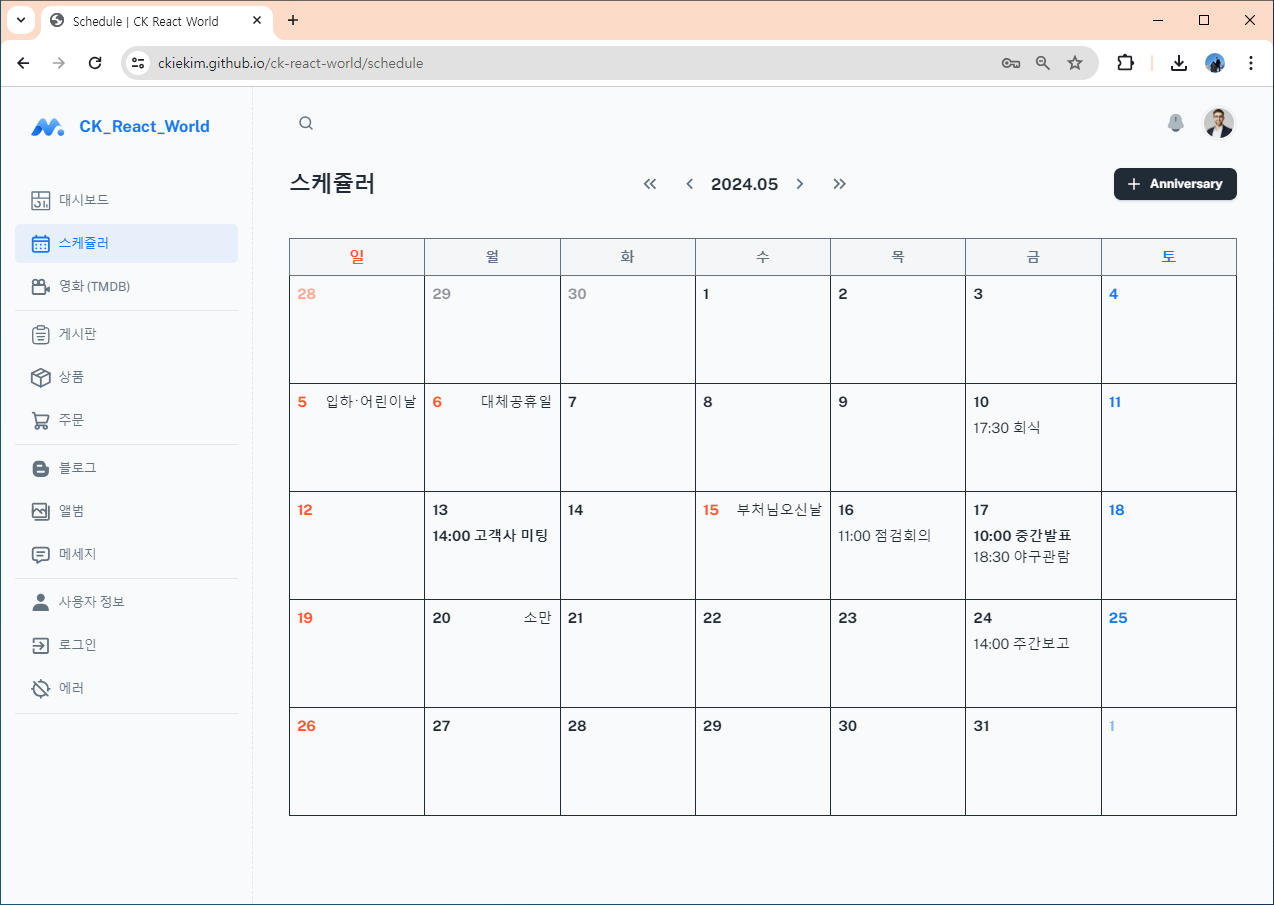 Schedule | CK React World
ckiekim.github.io/ck-react-world/schedule
CK_React_World
대시보드
스케쥴러
영화 (TMDB)
게시판
상품
주문
블로그
앨범
메세지
사용자 정보
로그인
에러
스케쥴러
2024.05
Anniversary
일 월 화 수 목 금 토
28 29 30 1 2 3 4
5 입하·어린이날 6 대체공휴일 7 8 9 10 11
17:30 회식
12 13 14 15 부처님오신날 16 17 18
14:00 고객사 미팅 11:00 점검회의 10:00 중간발표
18:30 야구관람
19 20 소만 21 22 23 24 25
14:00 주간보고
26 27 28 29 30 31 1